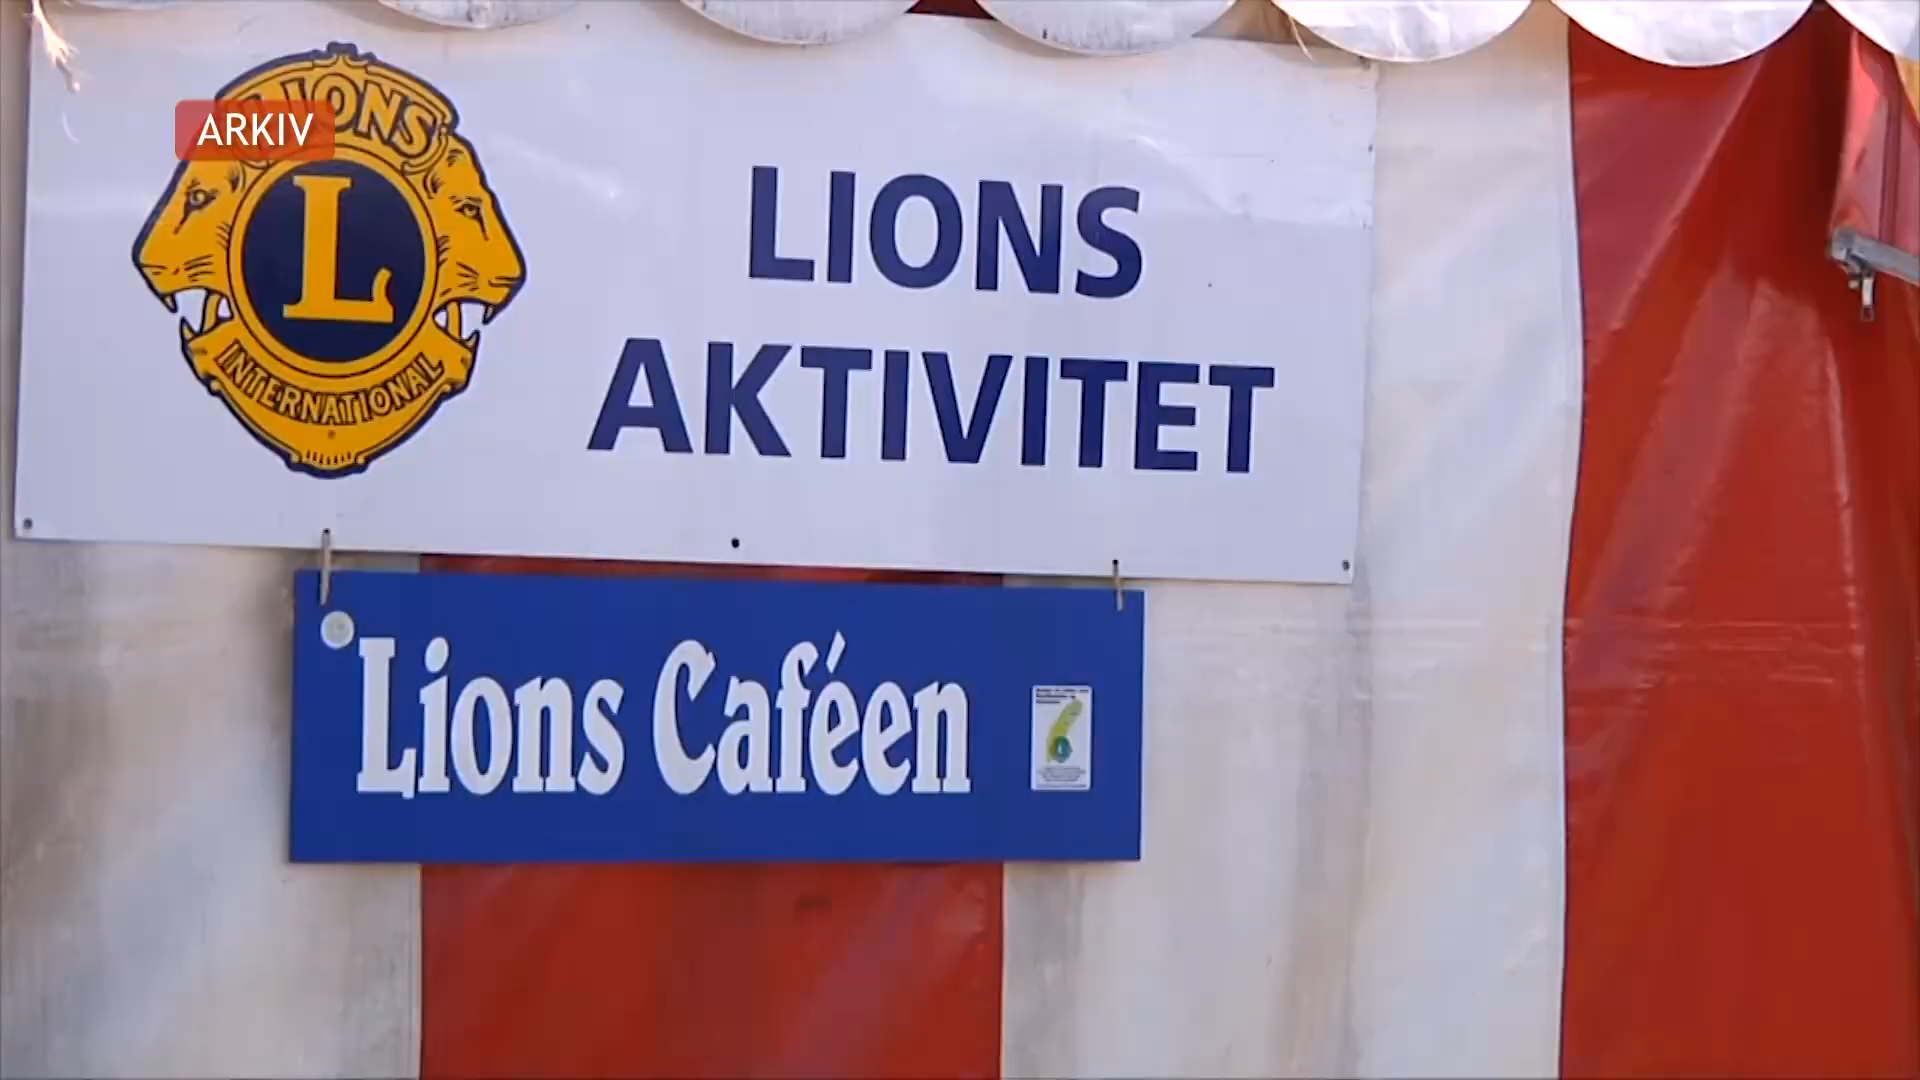 ARKIV
LIONS
L
INTERNATIONAL
LIONS
AKTIVITET
Lions Caféen